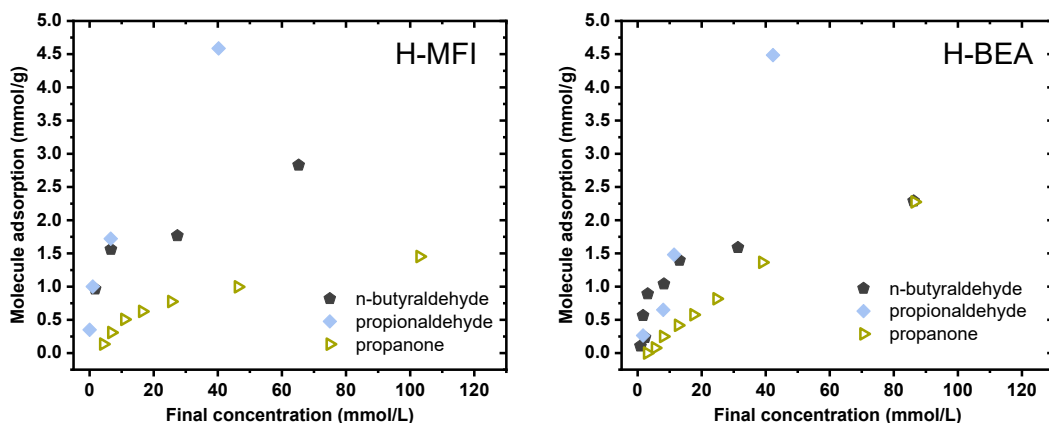 H-MFI
Molecule adsorption (mmol/g)
5.0
4.5
4.0
3.5
3.0
2.5
2.0
1.5
1.0
0.5
0.0
n-butyraldehyde
propionaldehyde
propanone
0 20 40 60 80 100 120
Final concentration (mmol/L)
H-BEA
Molecule adsorption (mmol/g)
5.0
4.5
4.0
3.5
3.0
2.5
2.0
1.5
1.0
0.5
0.0
n-butyraldehyde
propionaldehyde
propanone
0 20 40 60 80 100 120
Final concentration (mmol/L)